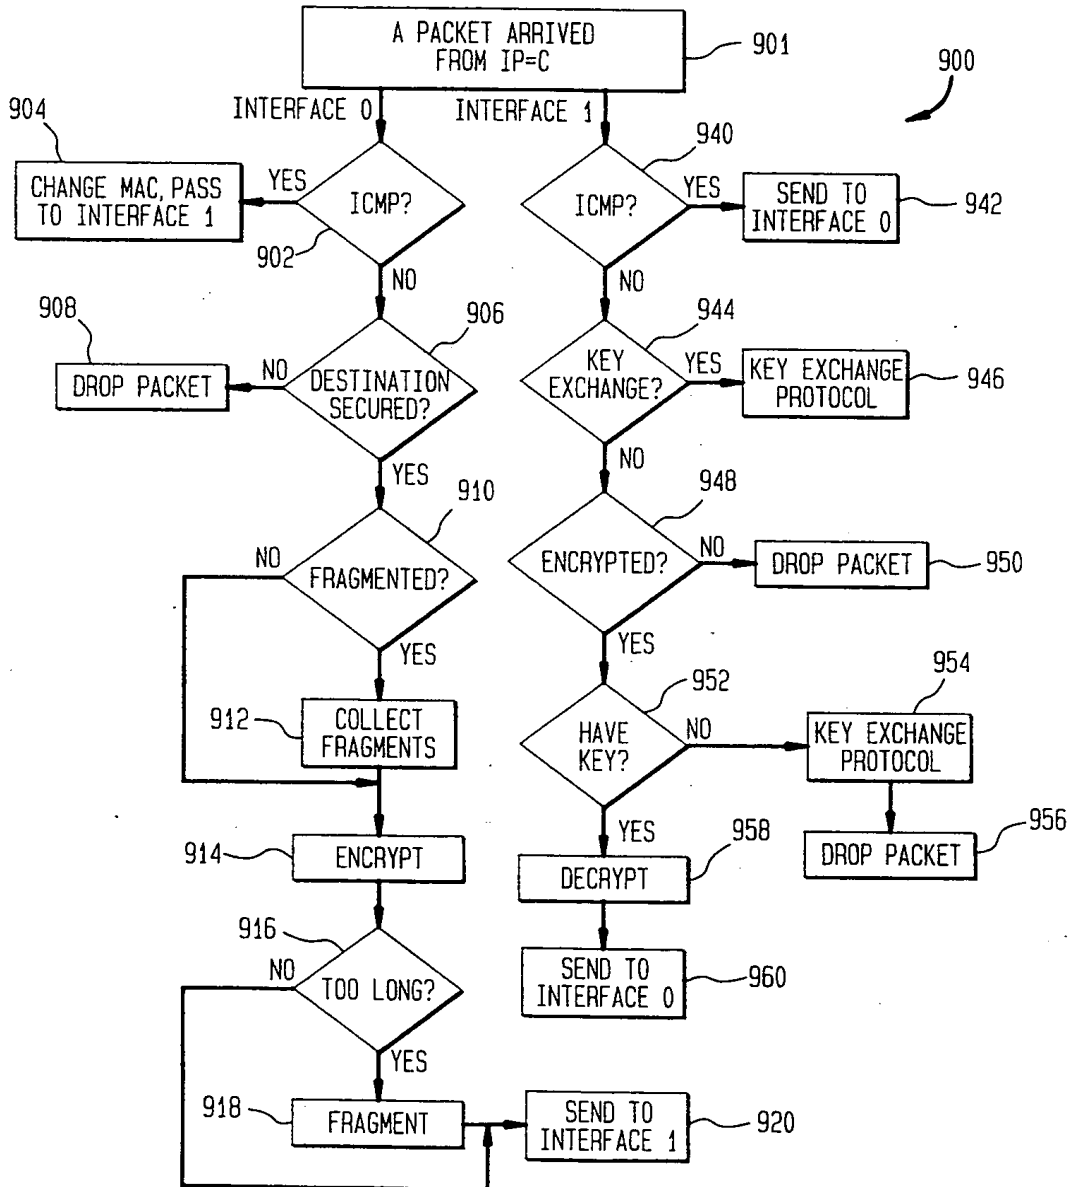 A PACKET ARRIVED
FROM IP=C
901
900
INTERFACE 0
INTERFACE 1
904
CHANGE MAC, PASS
TO INTERFACE 1
YES
ICMP?
902
NO
940
ICMP?
YES
SEND TO
INTERFACE 0
942
NO
908
DROP PACKET
NO
906
DESTINATION
SECURED?
YES
944
KEY
EXCHANGE?
YES
KEY EXCHANGE
PROTOCOL
946
NO
910
NO
FRAGMENTED?
YES
948
ENCRYPTED?
NO
DROP PACKET
950
YES
912
COLLECT
FRAGMENTS
952
HAVE
KEY?
NO
954
KEY EXCHANGE
PROTOCOL
YES
956
DROP PACKET
914
ENCRYPT
958
DECRYPT
916
NO
TOO LONG?
YES
SEND TO
INTERFACE 0
960
918
FRAGMENT
SEND TO
INTERFACE 1
920